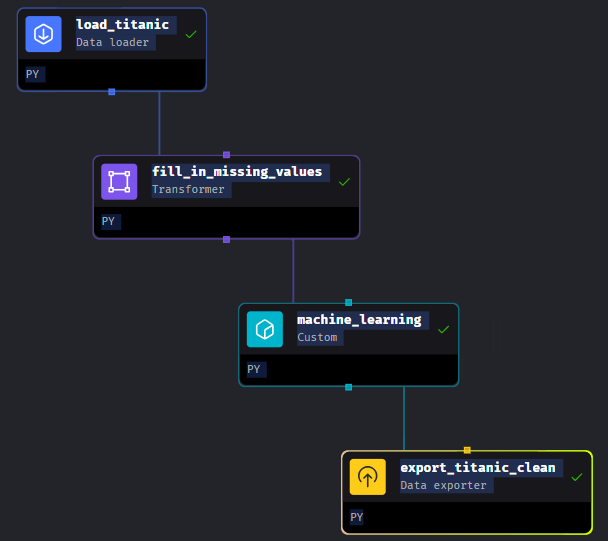 load_titanic
Data loader
PY
fill_in_missing_values
Transformer
PY
machine_learning
Custom
PY
export_titanic_clean
Data exporter
PY